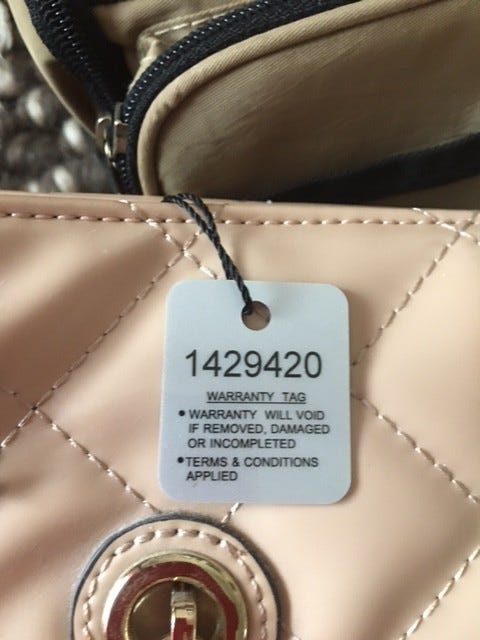 1429420
WARRANTY TAG
• WARRANTY WILL VOID
IF REMOVED, DAMAGED
OR INCOMPLETED
• TERMS & CONDITIONS
APPLIED